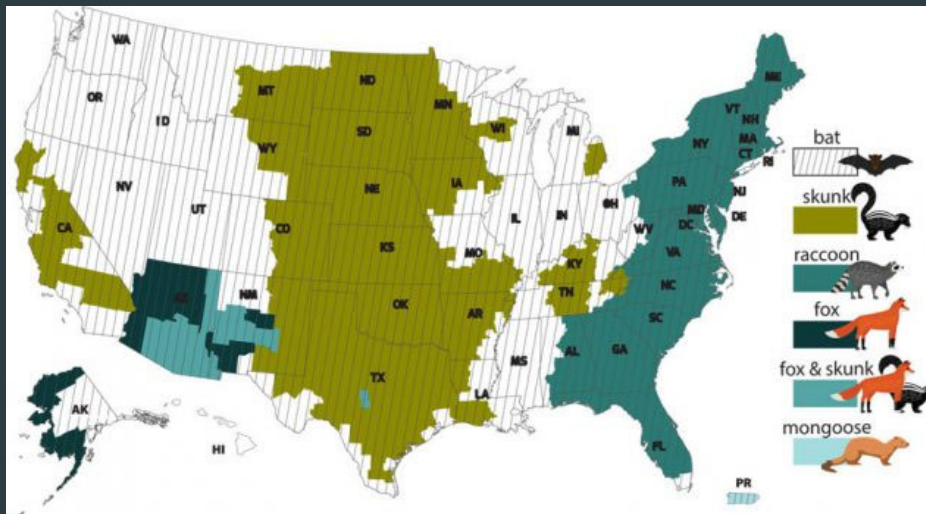 WA
OR
ID
MT
ND
MN
WI
MI
ME
VT
NH
MA
CT
RI
NY
SD
WY
NV
UT
CA
CO
NE
IA
IL
IN
OH
PA
NJ
MD
DE
DC
WV
VA
KS
MO
KY
TN
NC
AZ
NM
OK
AR
SC
MS
AL
GA
TX
LA
FL
AK
HI
PR
bat
skunk
raccoon
fox
fox & skunk
mongoose